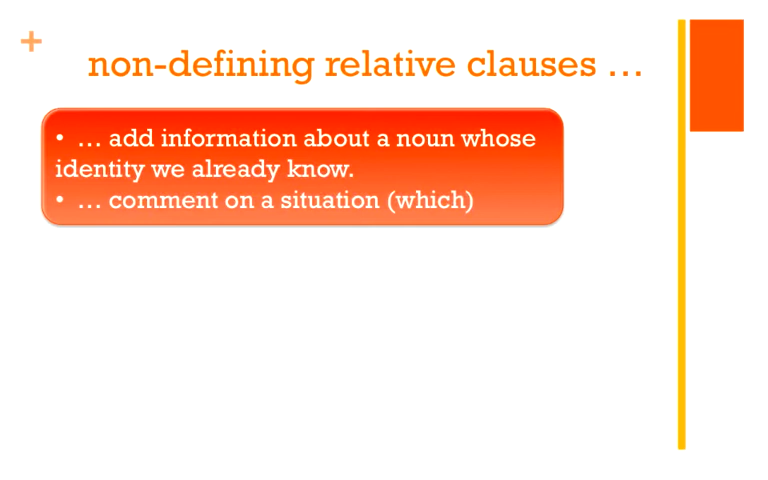 +
non-defining relative clauses …
• … add information about a noun whose
identity we already know.
• … comment on a situation (which)